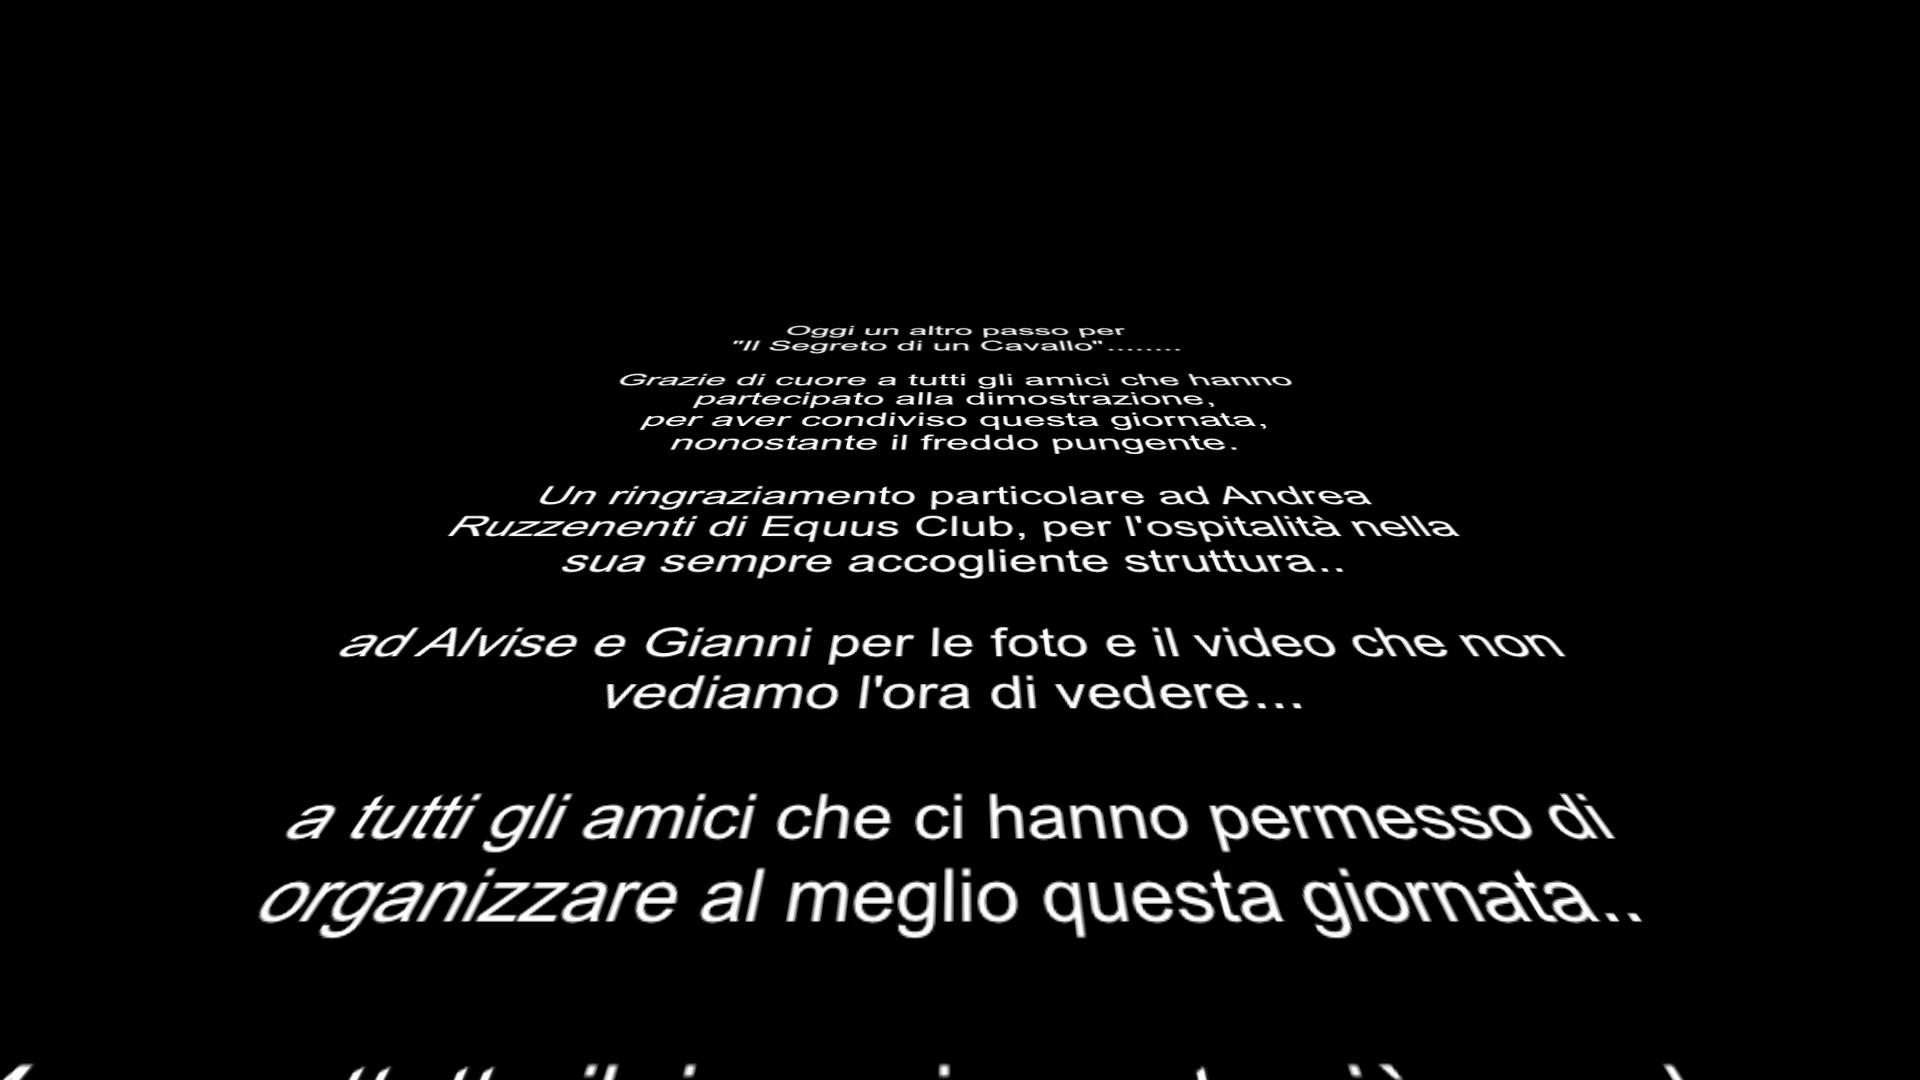 Oggi un altro passo per
"Il Segreto di un Cavallo"........
Grazie di cuore a tutti gli amici che hanno
partecipato alla dimostrazione,
per aver condiviso questa giornata,
nonostante il freddo pungente.
Un ringraziamento particolare ad Andrea
Ruzzenenti di Equus Club, per l'ospitalità nella
sua sempre accogliente struttura..
ad Alvise e Gianni per le foto e il video che non
vediamo l'ora di vedere...
a tutti gli amici che ci hanno permesso di
organizzare al meglio questa giornata..